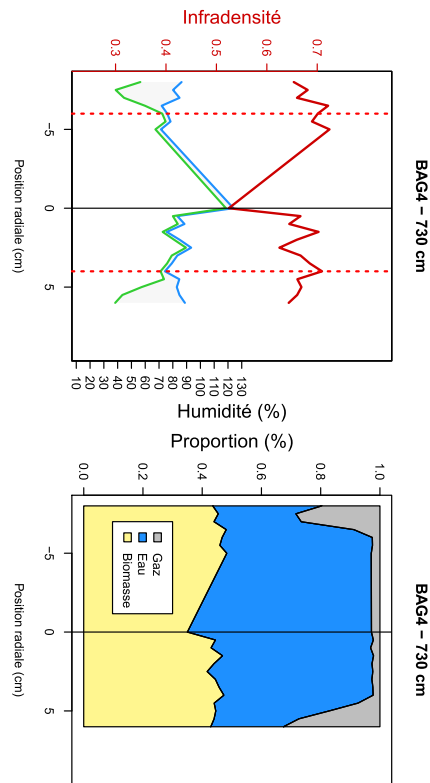 Infradensité
0.3 0.4 0.5 0.6 0.7
BAG4 – 730 cm
−5 0 5
Position radiale (cm)
10 20 30 40 50 60 70 80 90 100 110 120 130
Humidité (%)
Proportion (%)
0.0 0.2 0.4 0.6 0.8 1.0
BAG4 – 730 cm
Gaz
Eau
Biomasse
−5 0 5
Position radiale (cm)